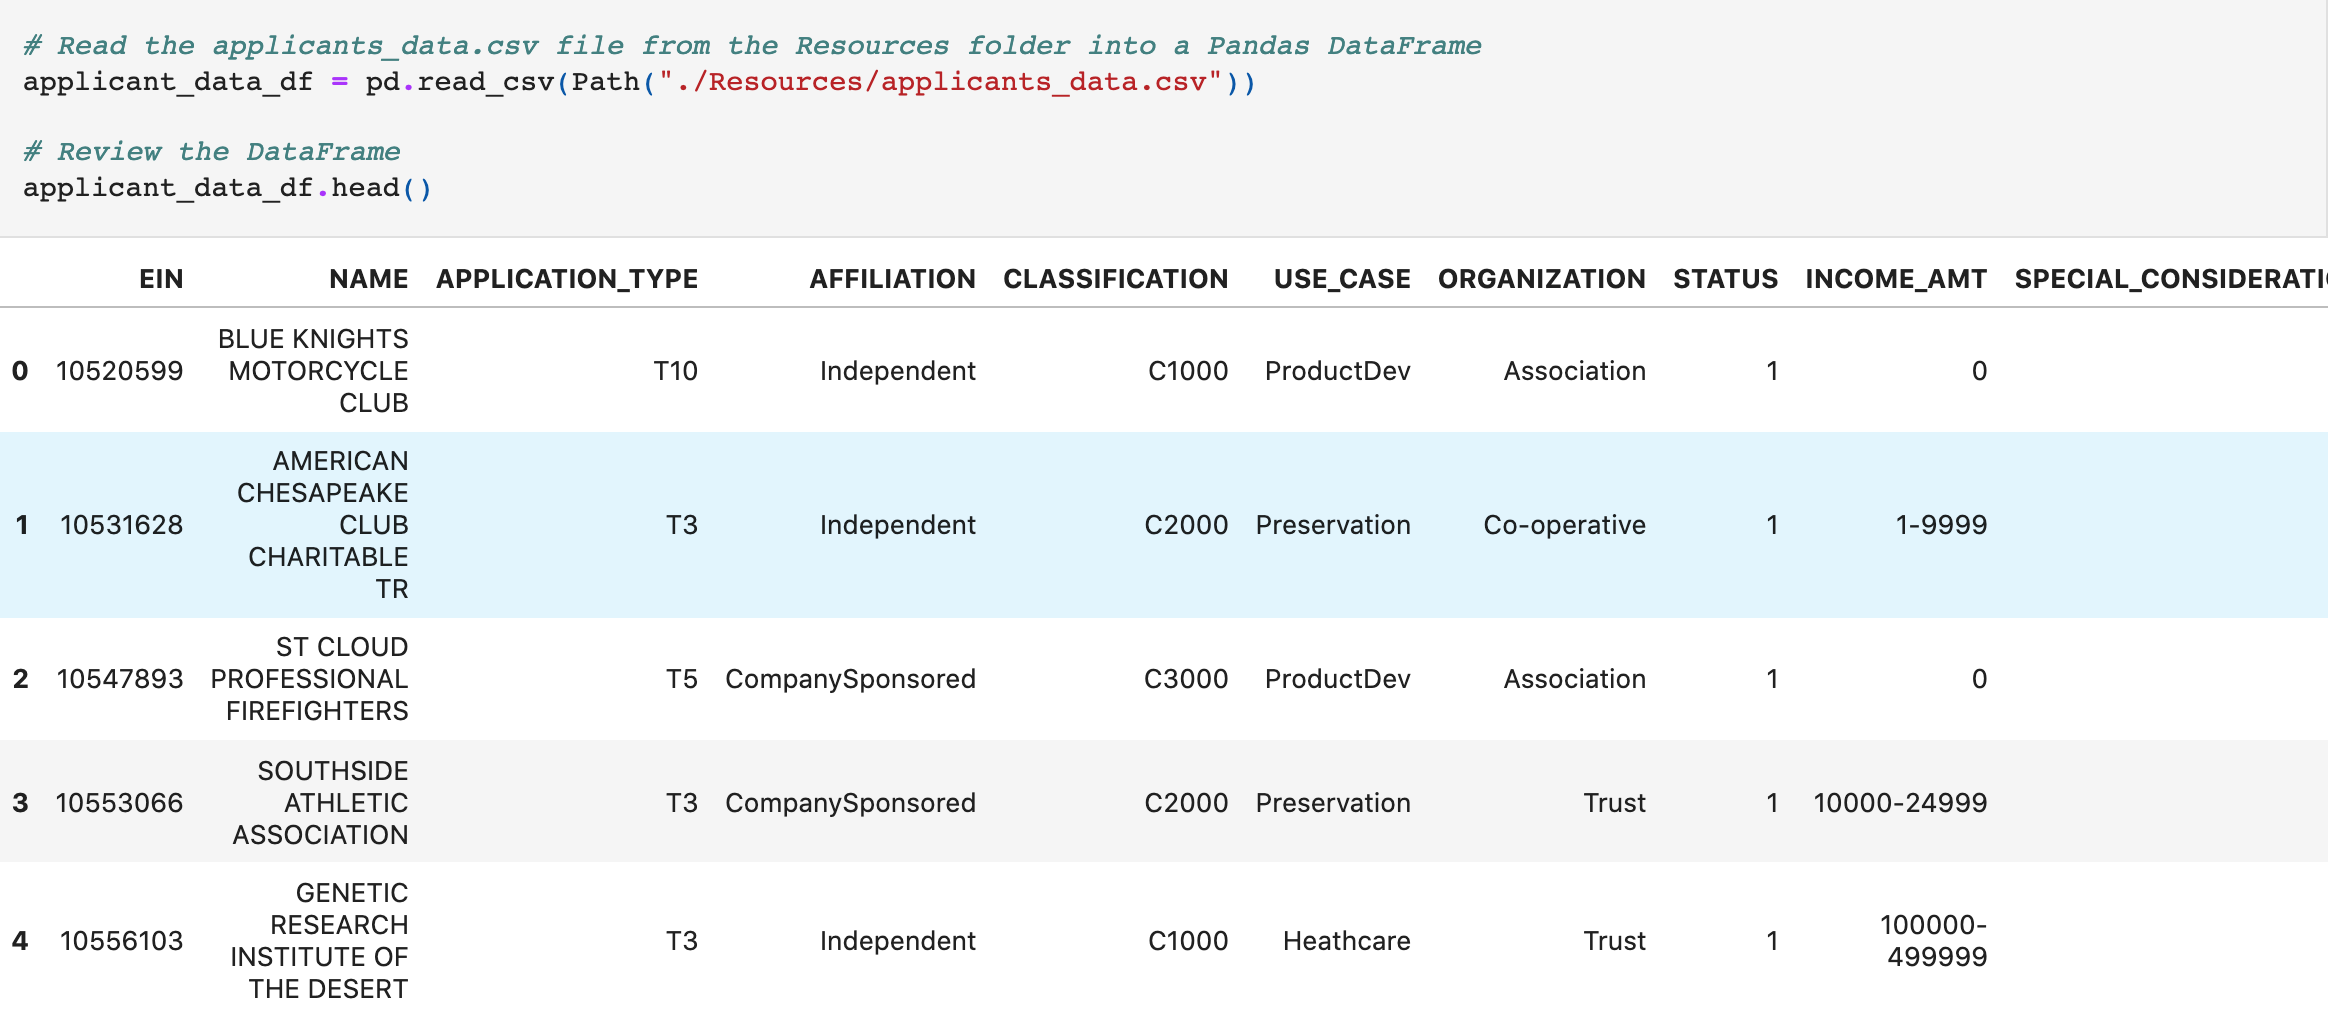 # Read the applicants_data.csv file from the Resources folder into a Pandas DataFrame
applicant_data_df = pd.read_csv(Path("./Resources/applicants_data.csv"))
# Review the DataFrame
applicant_data_df.head()
EIN NAME APPLICATION_TYPE AFFILIATION CLASSIFICATION USE_CASE ORGANIZATION STATUS INCOME_AMT SPECIAL_CONSIDERATI
BLUE KNIGHTS
0 10520599 MOTORCYCLE T10 Independent C1000 ProductDev Association 1 0
CLUB
AMERICAN
CHESAPEAKE
1 10531628 CLUB T3 Independent C2000 Preservation Co-operative 1 1-9999
CHARITABLE
TR
ST CLOUD
2 10547893 PROFESSIONAL T5 CompanySponsored C3000 ProductDev Association 1 0
FIREFIGHTERS
SOUTHSIDE
3 10553066 ATHLETIC T3 CompanySponsored C2000 Preservation Trust 1 10000-24999
ASSOCIATION
GENETIC
RESEARCH 100000-
4 10556103 T3 Independent C1000 Heathcare Trust 1
INSTITUTE OF 499999
THE DESERT